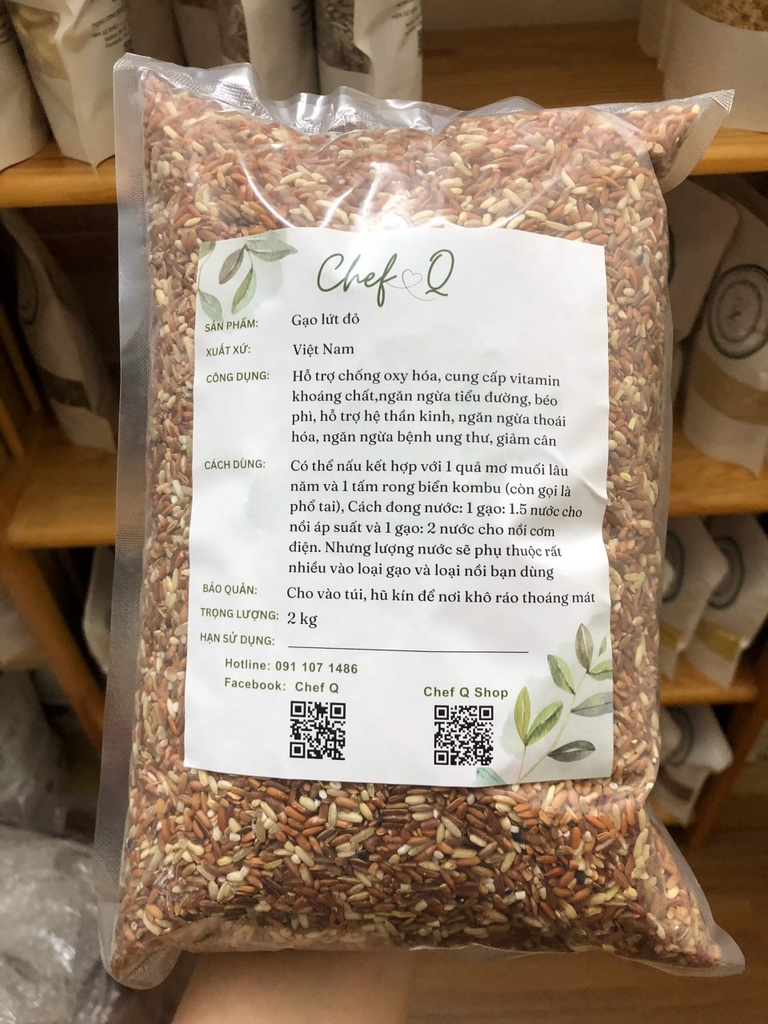 Chef Q
SẢN PHẨM: Gạo lứt đỏ
XUẤT XỨ: Việt Nam
CÔNG DỤNG: Hỗ trợ chống oxy hóa, cung cấp vitamin
khoáng chất,ngăn ngừa tiểu đường, béo
phì, hỗ trợ hệ thần kinh, ngăn ngừa thoái
hóa, ngăn ngừa bệnh ung thư, giảm cân
CÁCH DÙNG: Có thể nấu kết hợp với 1 quả mơ muối lâu
năm và 1 tấm rong biển kombu (còn gọi là
phổ tai), Cách đong nước: 1 gạo: 1.5 nước cho
nồi áp suất và 1 gạo: 2 nước cho nồi cơm
điện. Nhưng lượng nước sẽ phụ thuộc rất
nhiều vào loại gạo và loại nồi bạn dùng
BẢO QUẢN: Cho vào túi, hũ kín để nơi khô ráo thoáng mát
TRỌNG LƯỢNG: 2 kg
HẠN SỬ DỤNG:
Hotline: 091 107 1486
Facebook: Chef Q
Chef Q Shop